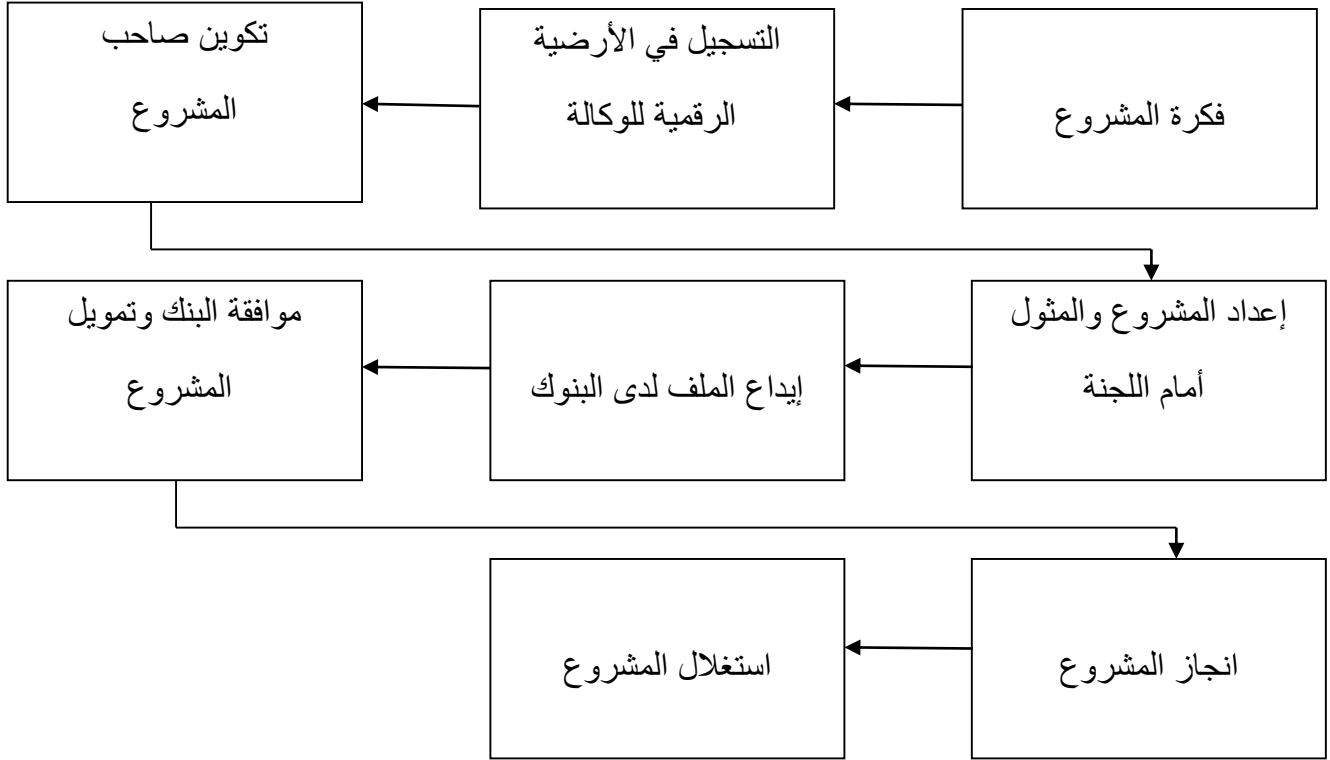 فكرة المشروع
التسجيل في الأرضية
الرقمية للوكالة
تكوين صاحب
المشروع
إعداد المشروع والمثول
أمام اللجنة
إيداع الملف لدى البنوك
موافقة البنك وتمويل
المشروع
انجاز المشروع
استغلال المشروع